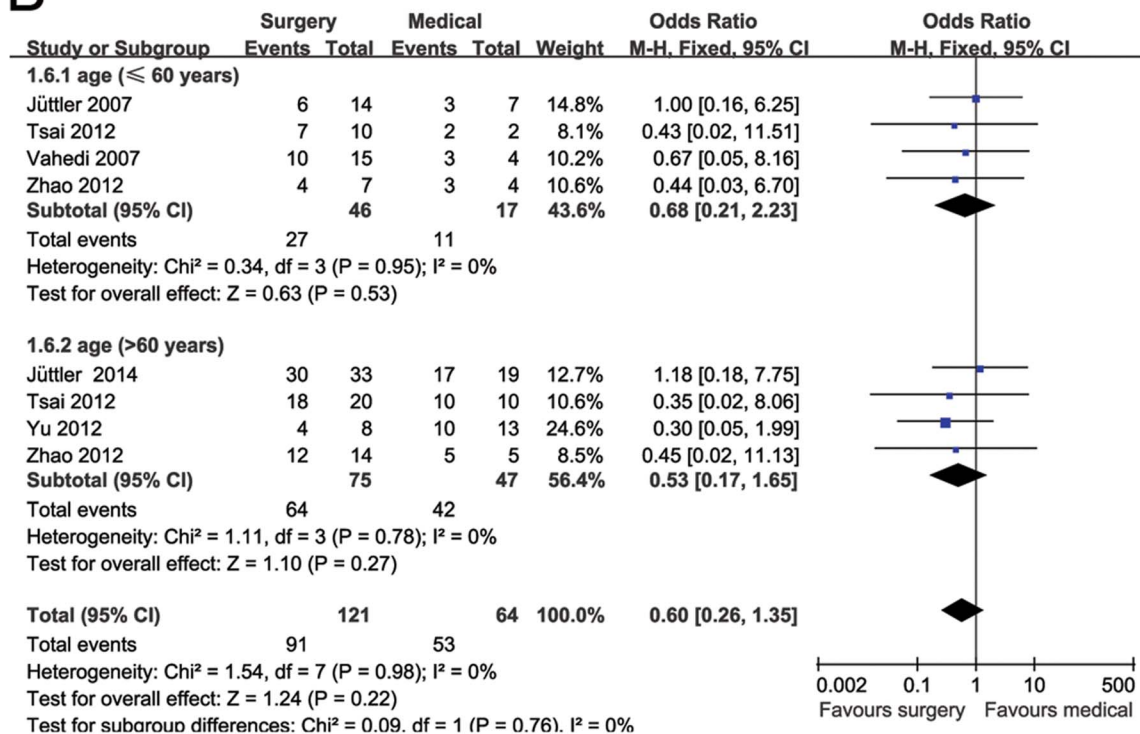 B
Surgery Medical Odds Ratio Odds Ratio
Study or Subgroup Events Total Events Total Weight M-H, Fixed, 95% CI M-H, Fixed, 95% CI
1.6.1 age (≤ 60 years)
Jüttler 2007 6 14 3 7 14.8% 1.00 [0.16, 6.25]
Tsai 2012 7 10 2 2 8.1% 0.43 [0.02, 11.51]
Vahedi 2007 10 15 3 4 10.2% 0.67 [0.05, 8.16]
Zhao 2012 4 7 3 4 10.6% 0.44 [0.03, 6.70]
Subtotal (95% CI) 46 17 43.6% 0.68 [0.21, 2.23]
Total events 27 11
Heterogeneity: Chi² = 0.34, df = 3 (P = 0.95); I² = 0%
Test for overall effect: Z = 0.63 (P = 0.53)
1.6.2 age (>60 years)
Jüttler 2014 30 33 17 19 12.7% 1.18 [0.18, 7.75]
Tsai 2012 18 20 10 10 10.6% 0.35 [0.02, 8.06]
Yu 2012 4 8 10 13 24.6% 0.30 [0.05, 1.99]
Zhao 2012 12 14 5 5 8.5% 0.45 [0.02, 11.13]
Subtotal (95% CI) 75 47 56.4% 0.53 [0.17, 1.65]
Total events 64 42
Heterogeneity: Chi² = 1.11, df = 3 (P = 0.78); I² = 0%
Test for overall effect: Z = 1.10 (P = 0.27)
Total (95% CI) 121 64 100.0% 0.60 [0.26, 1.35]
Total events 91 53
Heterogeneity: Chi² = 1.54, df = 7 (P = 0.98); I² = 0%
Test for overall effect: Z = 1.24 (P = 0.22)
Test for subgroup differences: Chi² = 0.09, df = 1 (P = 0.76), I² = 0%
0.002 0.1 1 10 500
Favours surgery Favours medical